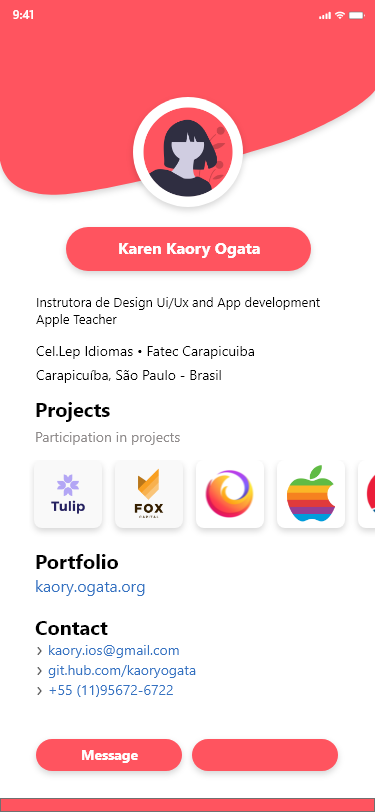 9:41
Karen Kaory Ogata
Instrutora de Design Ui/Ux and App development
Apple Teacher
Cel.Lep Idiomas • Fatec Carapicuiba
Carapicuíba, São Paulo - Brasil
Projects
Participation in projects
Tulip
FOX
CAPITAL
Portfolio
kaory.ogata.org
Contact
kaory.ios@gmail.com
git.hub.com/kaoryogata
+55 (11)95672-6722
Message